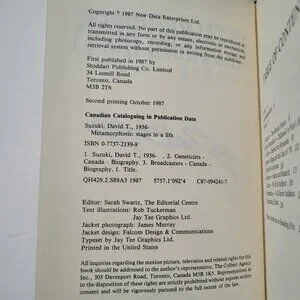 Copyright © 1987 New Data Enterprises Ltd.
All rights reserved. No part of this publication may be reproduced or
transmitted in any form or by any means, electronic or mechanical,
including photocopy, recording, or any information storage and
retrieval system without permission in writing from the publisher.
First published in 1987 by
Stoddart Publishing Co. Limited
34 Lesmill Road
Toronto, Canada
M3B 2T6
Second printing October 1987
Canadian Cataloguing in Publication Data
Suzuki, David T., 1936-
Metamorphosis: stages in a life
ISBN 0-7737-2139-8
1. Suzuki, David T., 1936- . 2. Geneticists -
Canada - Biography. 3. Broadcasters - Canada -
Biography. I. Title.
QH429.2.S89A3 1987 575.1'092'4 C87-094241-7
Editor: Sarah Swartz, The Editorial Centre
Text illustrations: Rob Tuckerman
Jay Tee Graphics Ltd.
Jacket photograph: James Murray
Jacket design: Falcom Design & Communications
Typeset by Jay Tee Graphics Ltd.
Printed in the United States
All inquiries regarding the motion picture, television and related rights for this
book should be addressed to the author's representative, The Colbert Agency
Inc., 303 Davenport Road, Toronto, Canada M5R 1K5. Representations as
to the disposition of these rights are strictly prohibited without express written
consent and will be vigorously pursued to the full extent of the law.